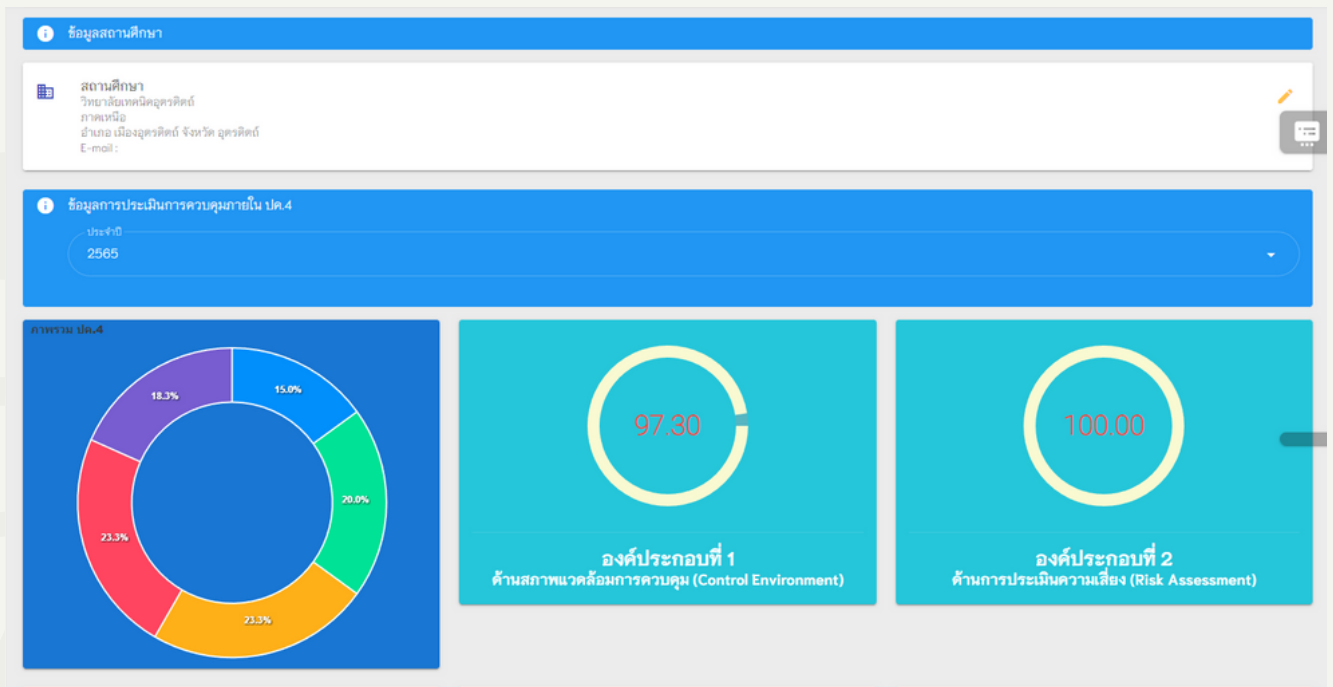 ข้อมูลสถานศึกษา
สถานศึกษา
วิทยาลัยเทคนิคอุตรดิตถ์
ภาคเหนือ
อำเภอ เมืองอุตรดิตถ์ จังหวัด อุตรดิตถ์
E-mail :
ข้อมูลการประเมินการควบคุมภายใน ปค.4
ประจำปี
2565
ภาพรวม ปค.4
18.3%
15.0%
20.0%
23.3%
23.3%
97.30
องค์ประกอบที่ 1
ด้านสภาพแวดล้อมการควบคุม (Control Environment)
100.00
องค์ประกอบที่ 2
ด้านการประเมินความเสี่ยง (Risk Assessment)